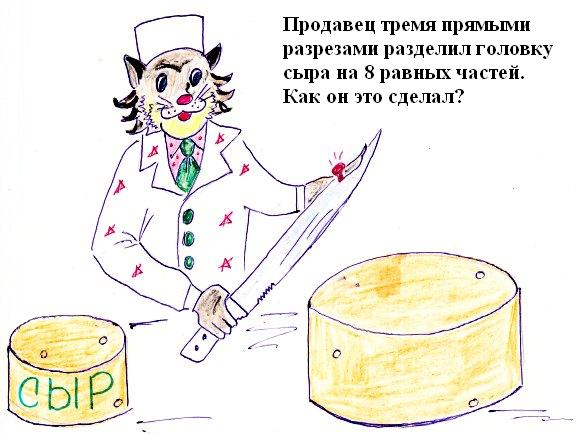 Продавец тремя прямыми
разрезами разделил головку
сыра на 8 равных частей.
Как он это сделал?
СЫР